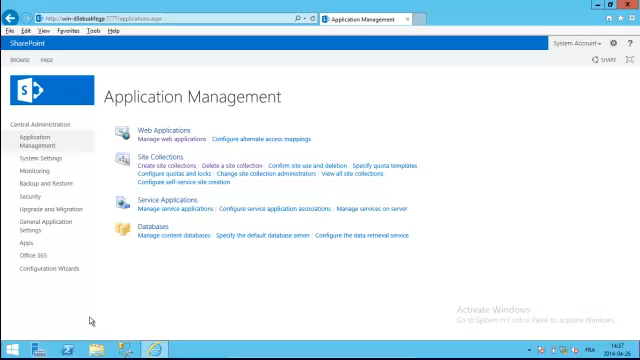 http://win-d5ixbsakfegp:7777/applications.aspx
Application Management
File Edit View Favorites Tools Help
SharePoint
System Account
BROWSE PAGE
SHARE
Application Management
Central Administration
Application Management
System Settings
Monitoring
Backup and Restore
Security
Upgrade and Migration
General Application Settings
Apps
Office 365
Configuration Wizards
Web Applications
Manage web applications Configure alternate access mappings
Site Collections
Create site collections Delete a site collection Confirm site use and deletion Specify quota templates
Configure quotas and locks Change site collection administrators View all site collections
Configure self-service site creation
Service Applications
Manage service applications Configure service application associations Manage services on server
Databases
Manage content databases Specify the default database server Configure the data retrieval service
Activate Windows
Go to System in Control Panel to activate Windows.
FRA
14:37
2014-04-26